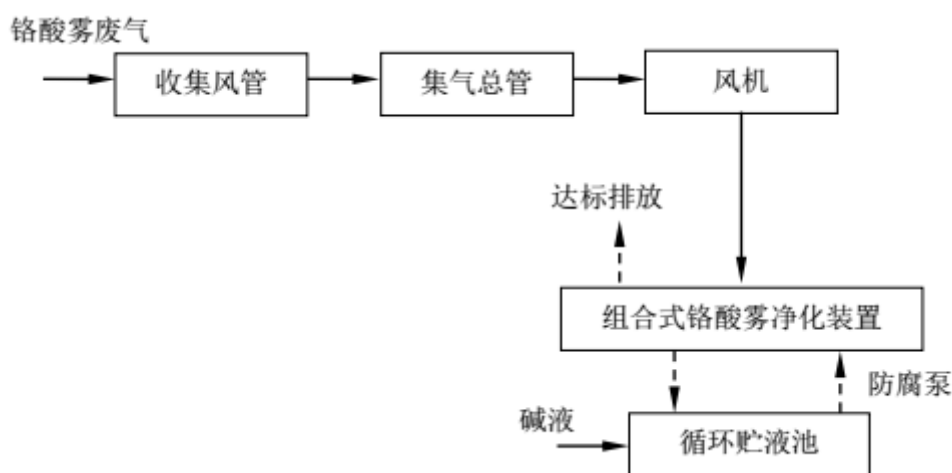 铬酸雾废气
收集风管
集气总管
风机
达标排放
组合式铬酸雾净化装置
防腐泵
碱液
循环贮液池